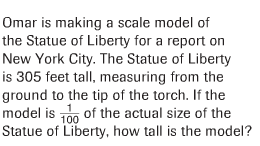 Omar is making a scale model of
the Statue of Liberty for a report on
New York City. The Statue of Liberty
is 305 feet tall, measuring from the
ground to the tip of the torch. If the
model is 1/100 of the actual size of the
Statue of Liberty, how tall is the model?